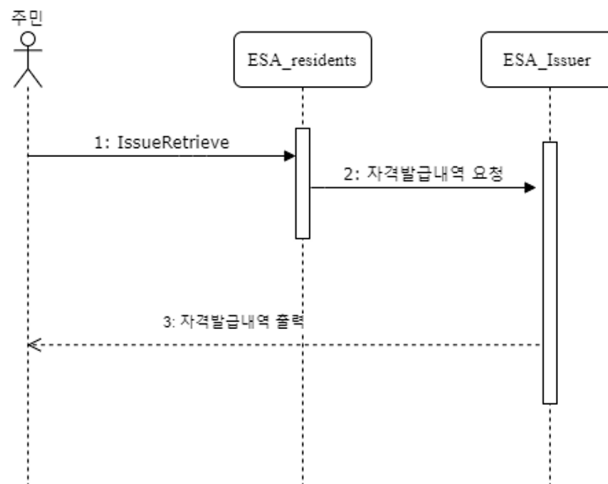 주민
ESA_residents
ESA_Issuer
1: IssueRetrieve
2: 자격발급내역 요청
3: 자격발급내역 출력